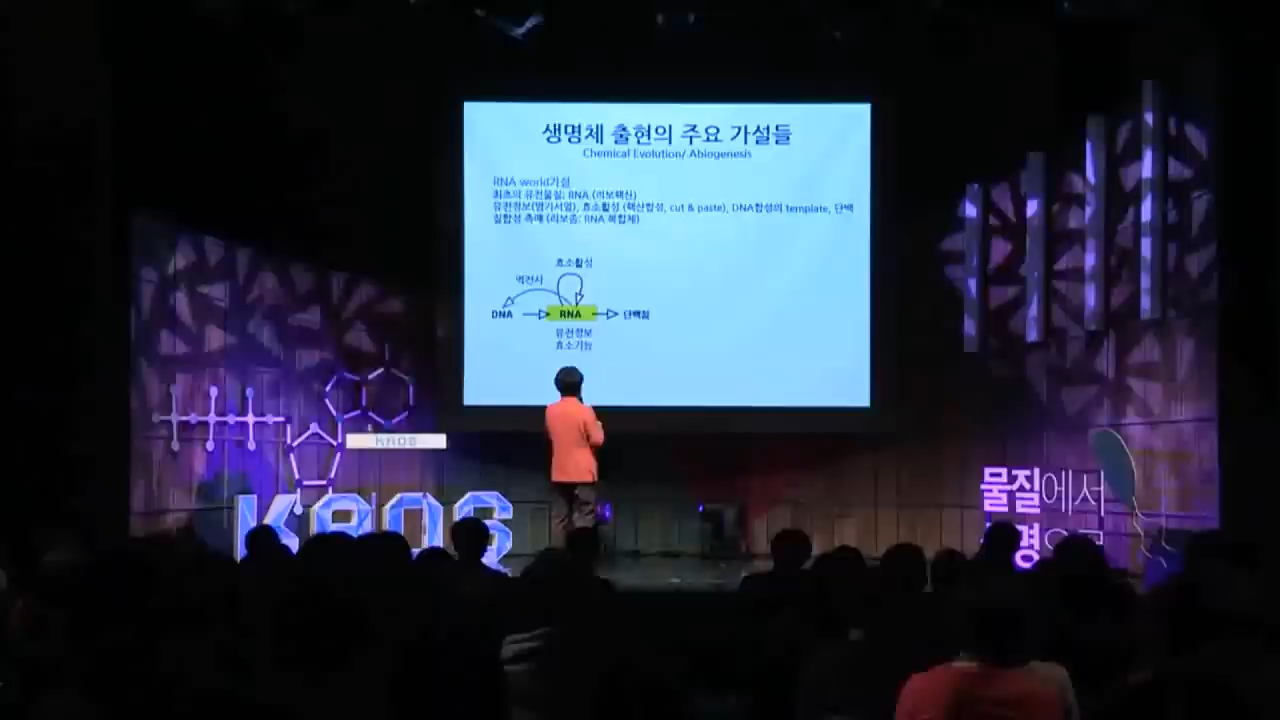 생명체 출현의 주요 가설들
Chemical Evolution/ Abiogenesis
RNA world가설
최초의 유전물질: RNA (리보핵산)
유전정보(염기서열), 효소활성 (핵산합성, cut & paste), DNA합성의 template, 단백
질합성 촉매 (리보좀: RNA 복합체)
효소활성
역전사
DNA
RNA
단백질
유전정보
효소기능
KAOS
KAOS
물질에서